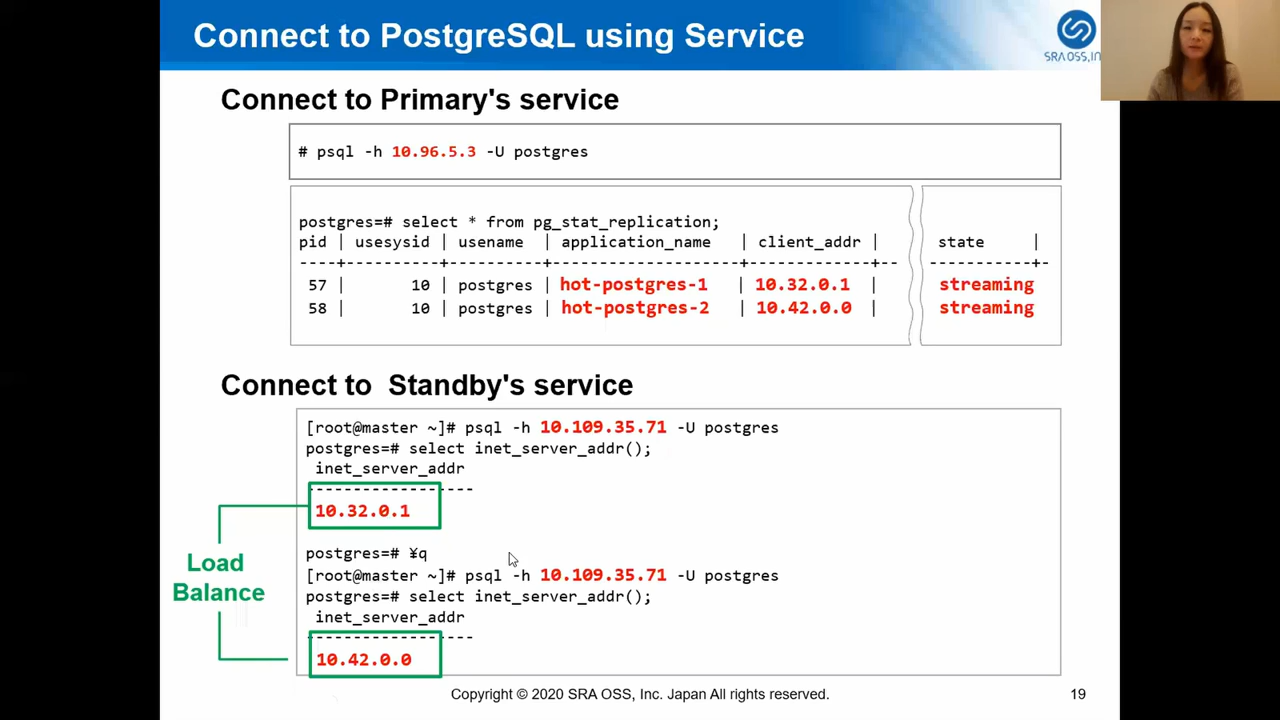 Connect to PostgreSQL using Service
SRA OSS, In
Connect to Primary's service
# psql -h 10.96.5.3 -U postgres
postgres=# select * from pg_stat_replication;
pid | usesysid | usename | application_name | client_addr | state |
----+----------+----------+--------------------+-------------+-- -----------+-
57 | 10 | postgres | hot-postgres-1 | 10.32.0.1 | streaming
58 | 10 | postgres | hot-postgres-2 | 10.42.0.0 | streaming
Connect to Standby's service
[root@master ~]# psql -h 10.109.35.71 -U postgres
postgres=# select inet_server_addr();
inet_server_addr
------------------
10.32.0.1
postgres=# ¥q
[root@master ~]# psql -h 10.109.35.71 -U postgres
postgres=# select inet_server_addr();
inet_server_addr
------------------
10.42.0.0
Load
Balance
Copyright © 2020 SRA OSS, Inc. Japan All rights reserved.
19